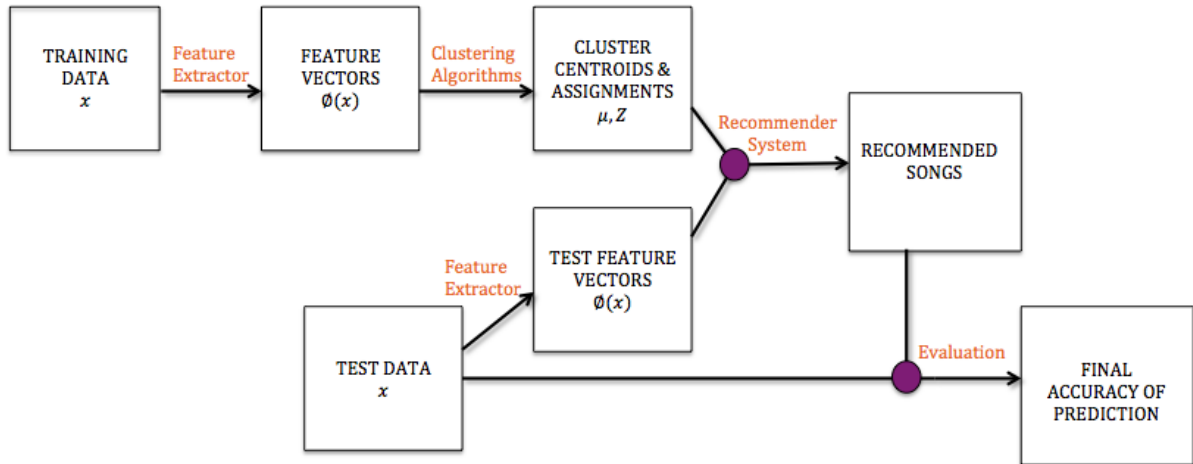 TRAINING
DATA
x
Feature
Extractor
FEATURE
VECTORS
∅(x)
Clustering
Algorithms
CLUSTER
CENTROIDS &
ASSIGNMENTS
μ, Z
Recommender
System
RECOMMENDED
SONGS
TEST DATA
x
Feature
Extractor
TEST FEATURE
VECTORS
∅(x)
Evaluation
FINAL
ACCURACY OF
PREDICTION